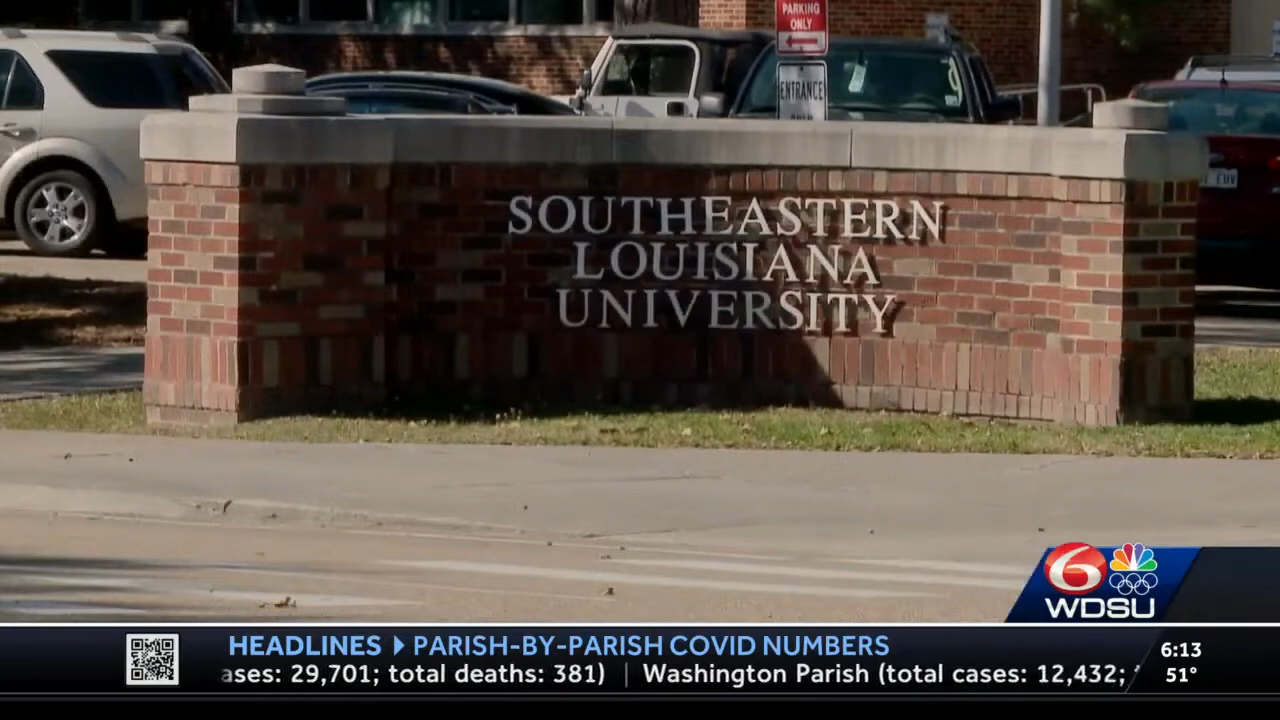 PARKING
ONLY
ENTRANCE
SOUTHEASTERN
LOUISIANA
UNIVERSITY
6
WDSU
HEADLINES PARISH-BY-PARISH COVID NUMBERS
ases: 29,701; total deaths: 381) | Washington Parish (total cases: 12,432;
6:13
51°